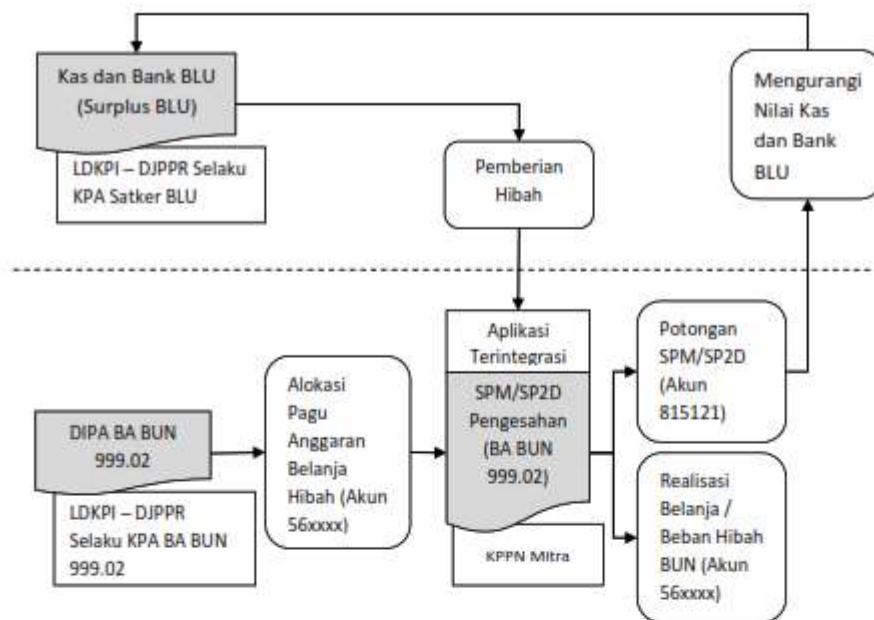 Kas dan Bank BLU
(Surplus BLU)
LDKPI – DJPPR Selaku
KPA Satker BLU
Pemberian
Hibah
Mengurangi
Nilai Kas
dan Bank
BLU
Aplikasi
Terintegrasi
SPM/SP2D
Pengesahan
(BA BUN
999.02)
KPPN Mitra
Alokasi
Pagu
Anggaran
Belanja
Hibah (Akun
56xxxx)
DIPA BA BUN
999.02
LDKPI – DJPPR
Selaku KPA BA BUN
999.02
Potongan
SPM/SP2D
(Akun
815121)
Realisasi
Belanja /
Beban Hibah
BUN (Akun
56xxxx)